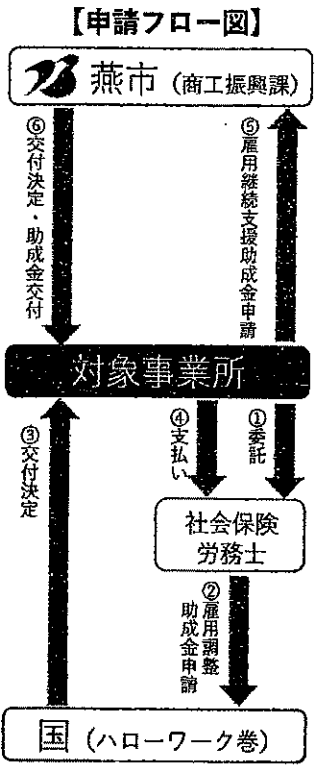 【申請フロー図】
燕市（商工振興課）
⑥交付決定・助成金交付
⑤雇用継続支援助成金申請
対象事業所
③交付決定
④支払い
①委託
社会保険
労務士
②雇用調整
助成金申請
国（ハローワーク巻）